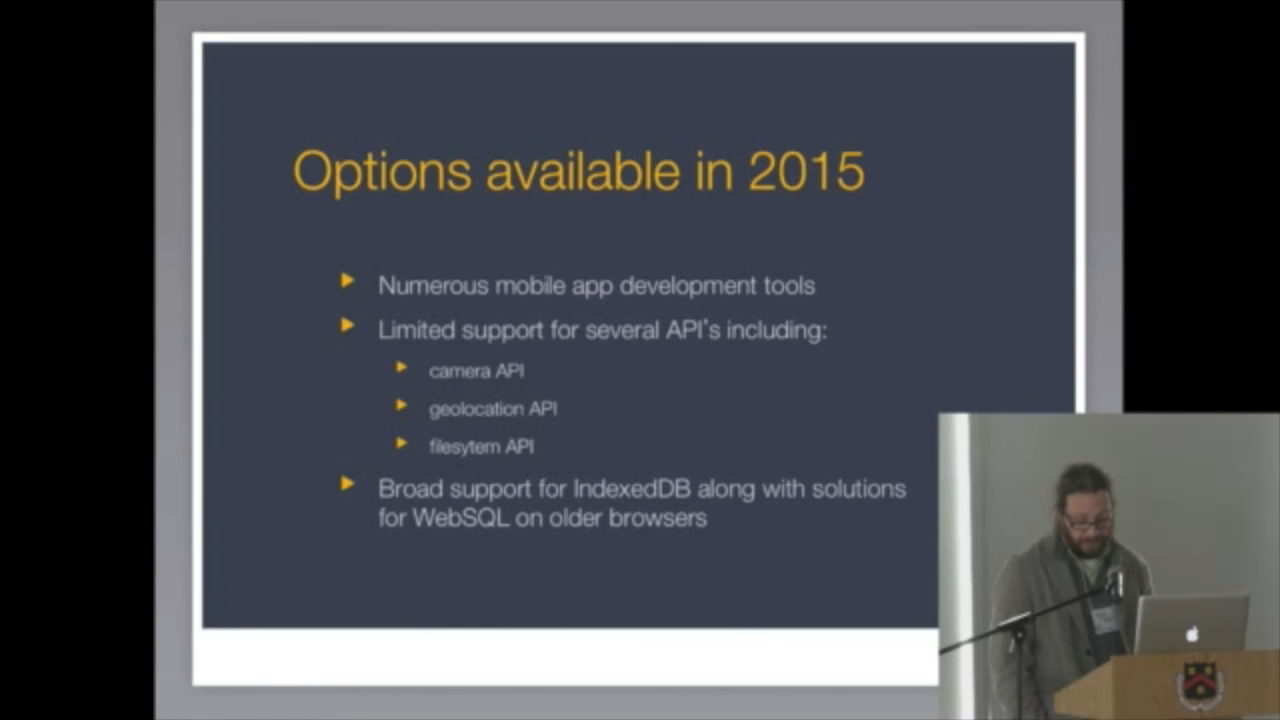 Options available in 2015
Numerous mobile app development tools
Limited support for several API's including:
camera API
geolocation API
filesytem API
Broad support for IndexedDB along with solutions
for WebSQL on older browsers